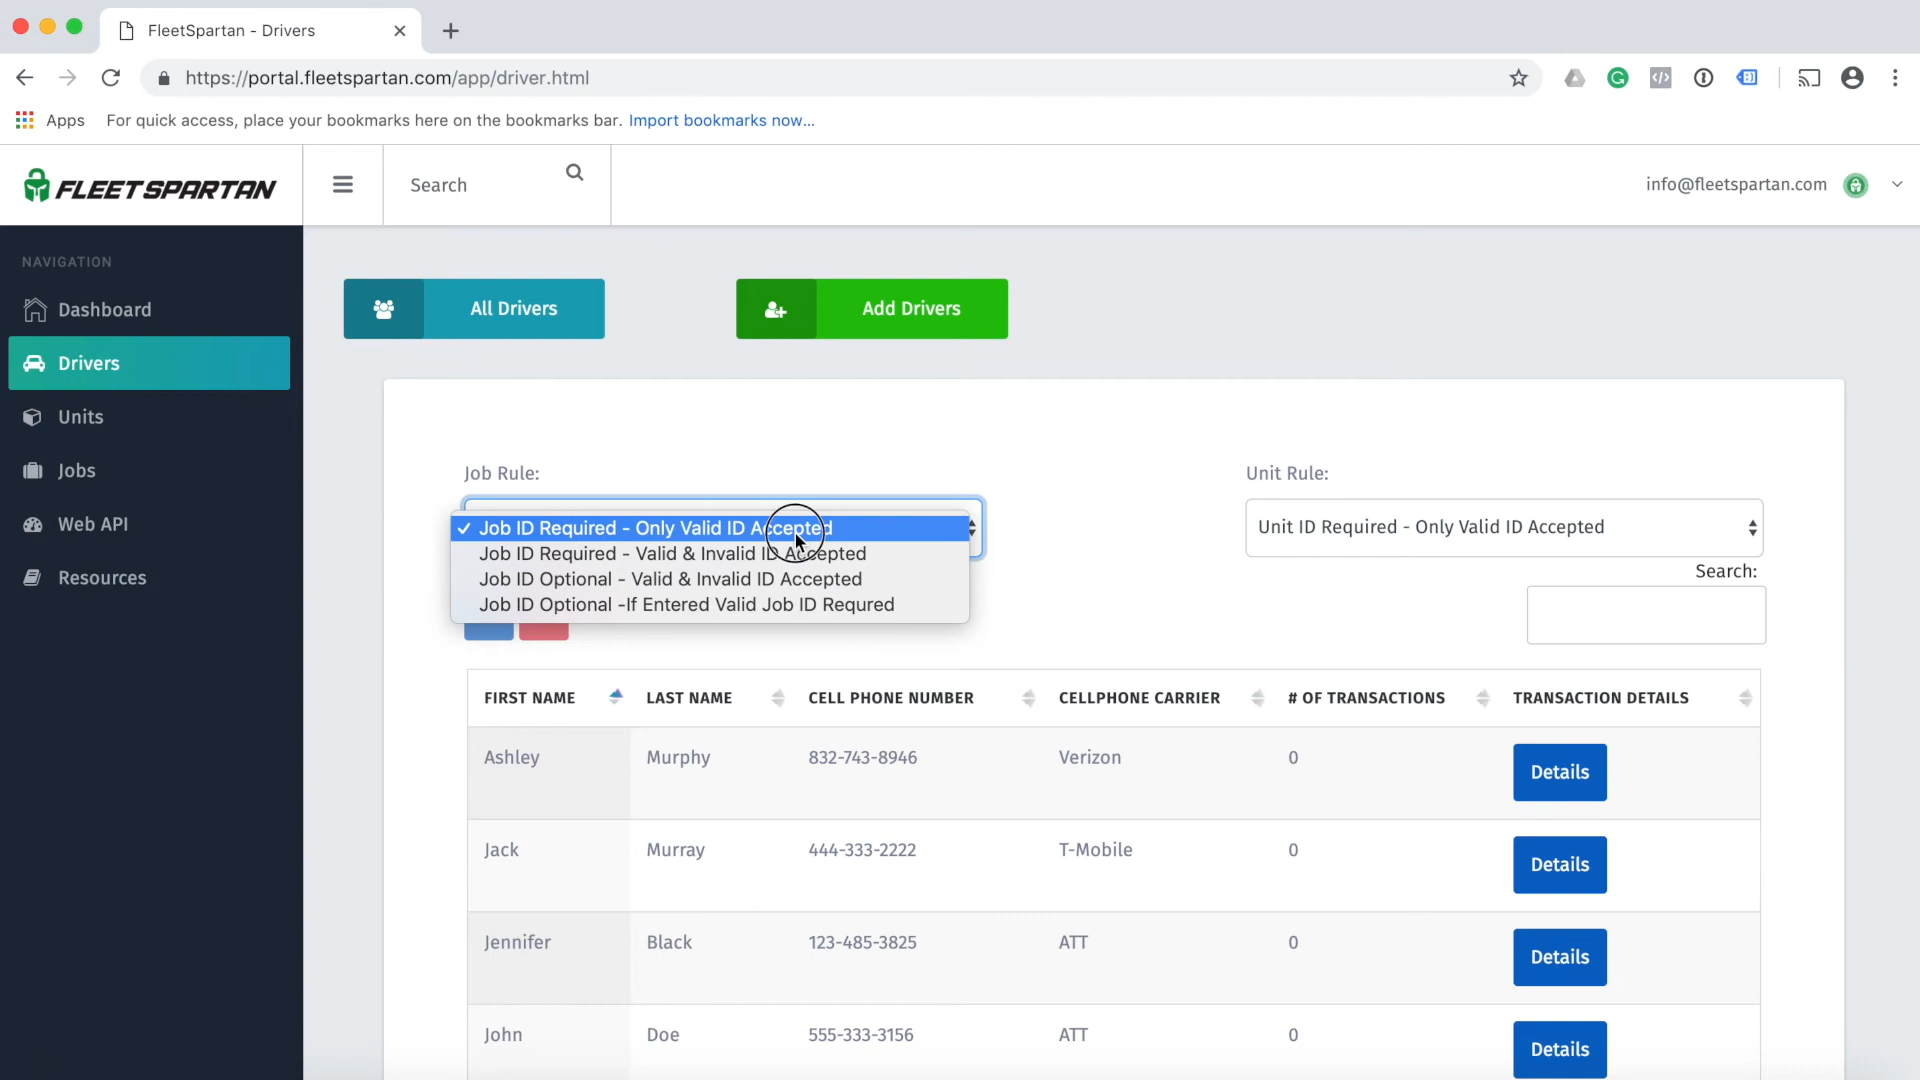 FleetSpartan - Drivers
https://portal.fleetspartan.com/app/driver.html
Apps
For quick access, place your bookmarks here on the bookmarks bar. Import bookmarks now...
FLEET SPARTAN
Search
info@fleetspartan.com
NAVIGATION
Dashboard
Drivers
Units
Jobs
Web API
Resources
All Drivers
Add Drivers
Job Rule:
Job ID Required - Only Valid ID Accepted
Job ID Required - Valid & Invalid ID Accepted
Job ID Optional - Valid & Invalid ID Accepted
Job ID Optional -If Entered Valid Job ID Requred
Unit Rule:
Unit ID Required - Only Valid ID Accepted
Search:
FIRST NAME LAST NAME CELL PHONE NUMBER CELLPHONE CARRIER # OF TRANSACTIONS TRANSACTION DETAILS
Ashley Murphy 832-743-8946 Verizon 0 Details
Jack Murray 444-333-2222 T-Mobile 0 Details
Jennifer Black 123-485-3825 ATT 0 Details
John Doe 555-333-3156 ATT 0 Details